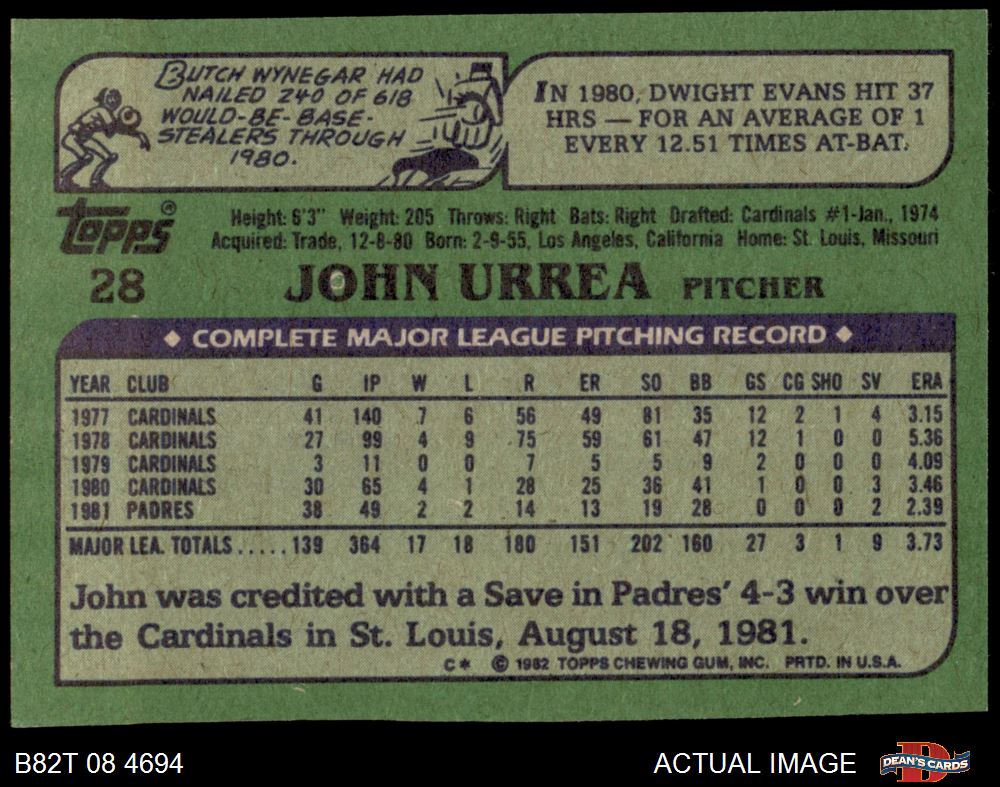 BUTCH WYNEGAR HAD
NAILED 240 OF 618
WOULD-BE-BASE-
STEALERS THROUGH
1980.
IN 1980, DWIGHT EVANS HIT 37
HRS — FOR AN AVERAGE OF 1
EVERY 12.51 TIMES AT-BAT.
topps®
Height: 6'3" Weight: 205 Throws: Right Bats: Right Drafted: Cardinals #1-Jan., 1974
Acquired: Trade, 12-8-80 Born: 2-9-55, Los Angeles, California Home: St. Louis, Missouri
28 JOHN URREA PITCHER
◆ COMPLETE MAJOR LEAGUE PITCHING RECORD ◆
YEAR CLUB G IP W L R ER SO BB GS CG SHO SV ERA
1977 CARDINALS 41 140 7 6 56 49 81 35 12 2 1 4 3.15
1978 CARDINALS 27 99 4 9 75 59 61 47 12 1 0 0 5.36
1979 CARDINALS 3 11 0 0 7 5 5 9 2 0 0 0 4.09
1980 CARDINALS 30 65 4 1 28 25 36 41 1 0 0 3 3.46
1981 PADRES 38 49 2 2 14 13 19 28 0 0 0 2 2.39
MAJOR LEA. TOTALS.....139 364 17 18 180 151 202 160 27 3 1 9 3.73
John was credited with a Save in Padres' 4-3 win over
the Cardinals in St. Louis, August 18, 1981.
C* © 1982 TOPPS CHEWING GUM, INC. PRTD. IN U.S.A.
B82T 08 4694
ACTUAL IMAGE
DEAN'S CARDS